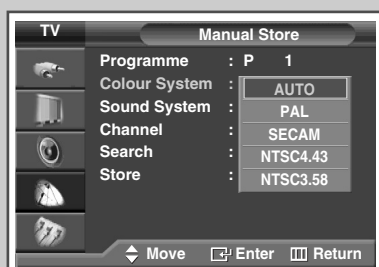 TV Manual Store
Programme : P 1
Colour System : AUTO
Sound System : PAL
Channel : SECAM
Search : NTSC4.43
Store : NTSC3.58
Move Enter Return